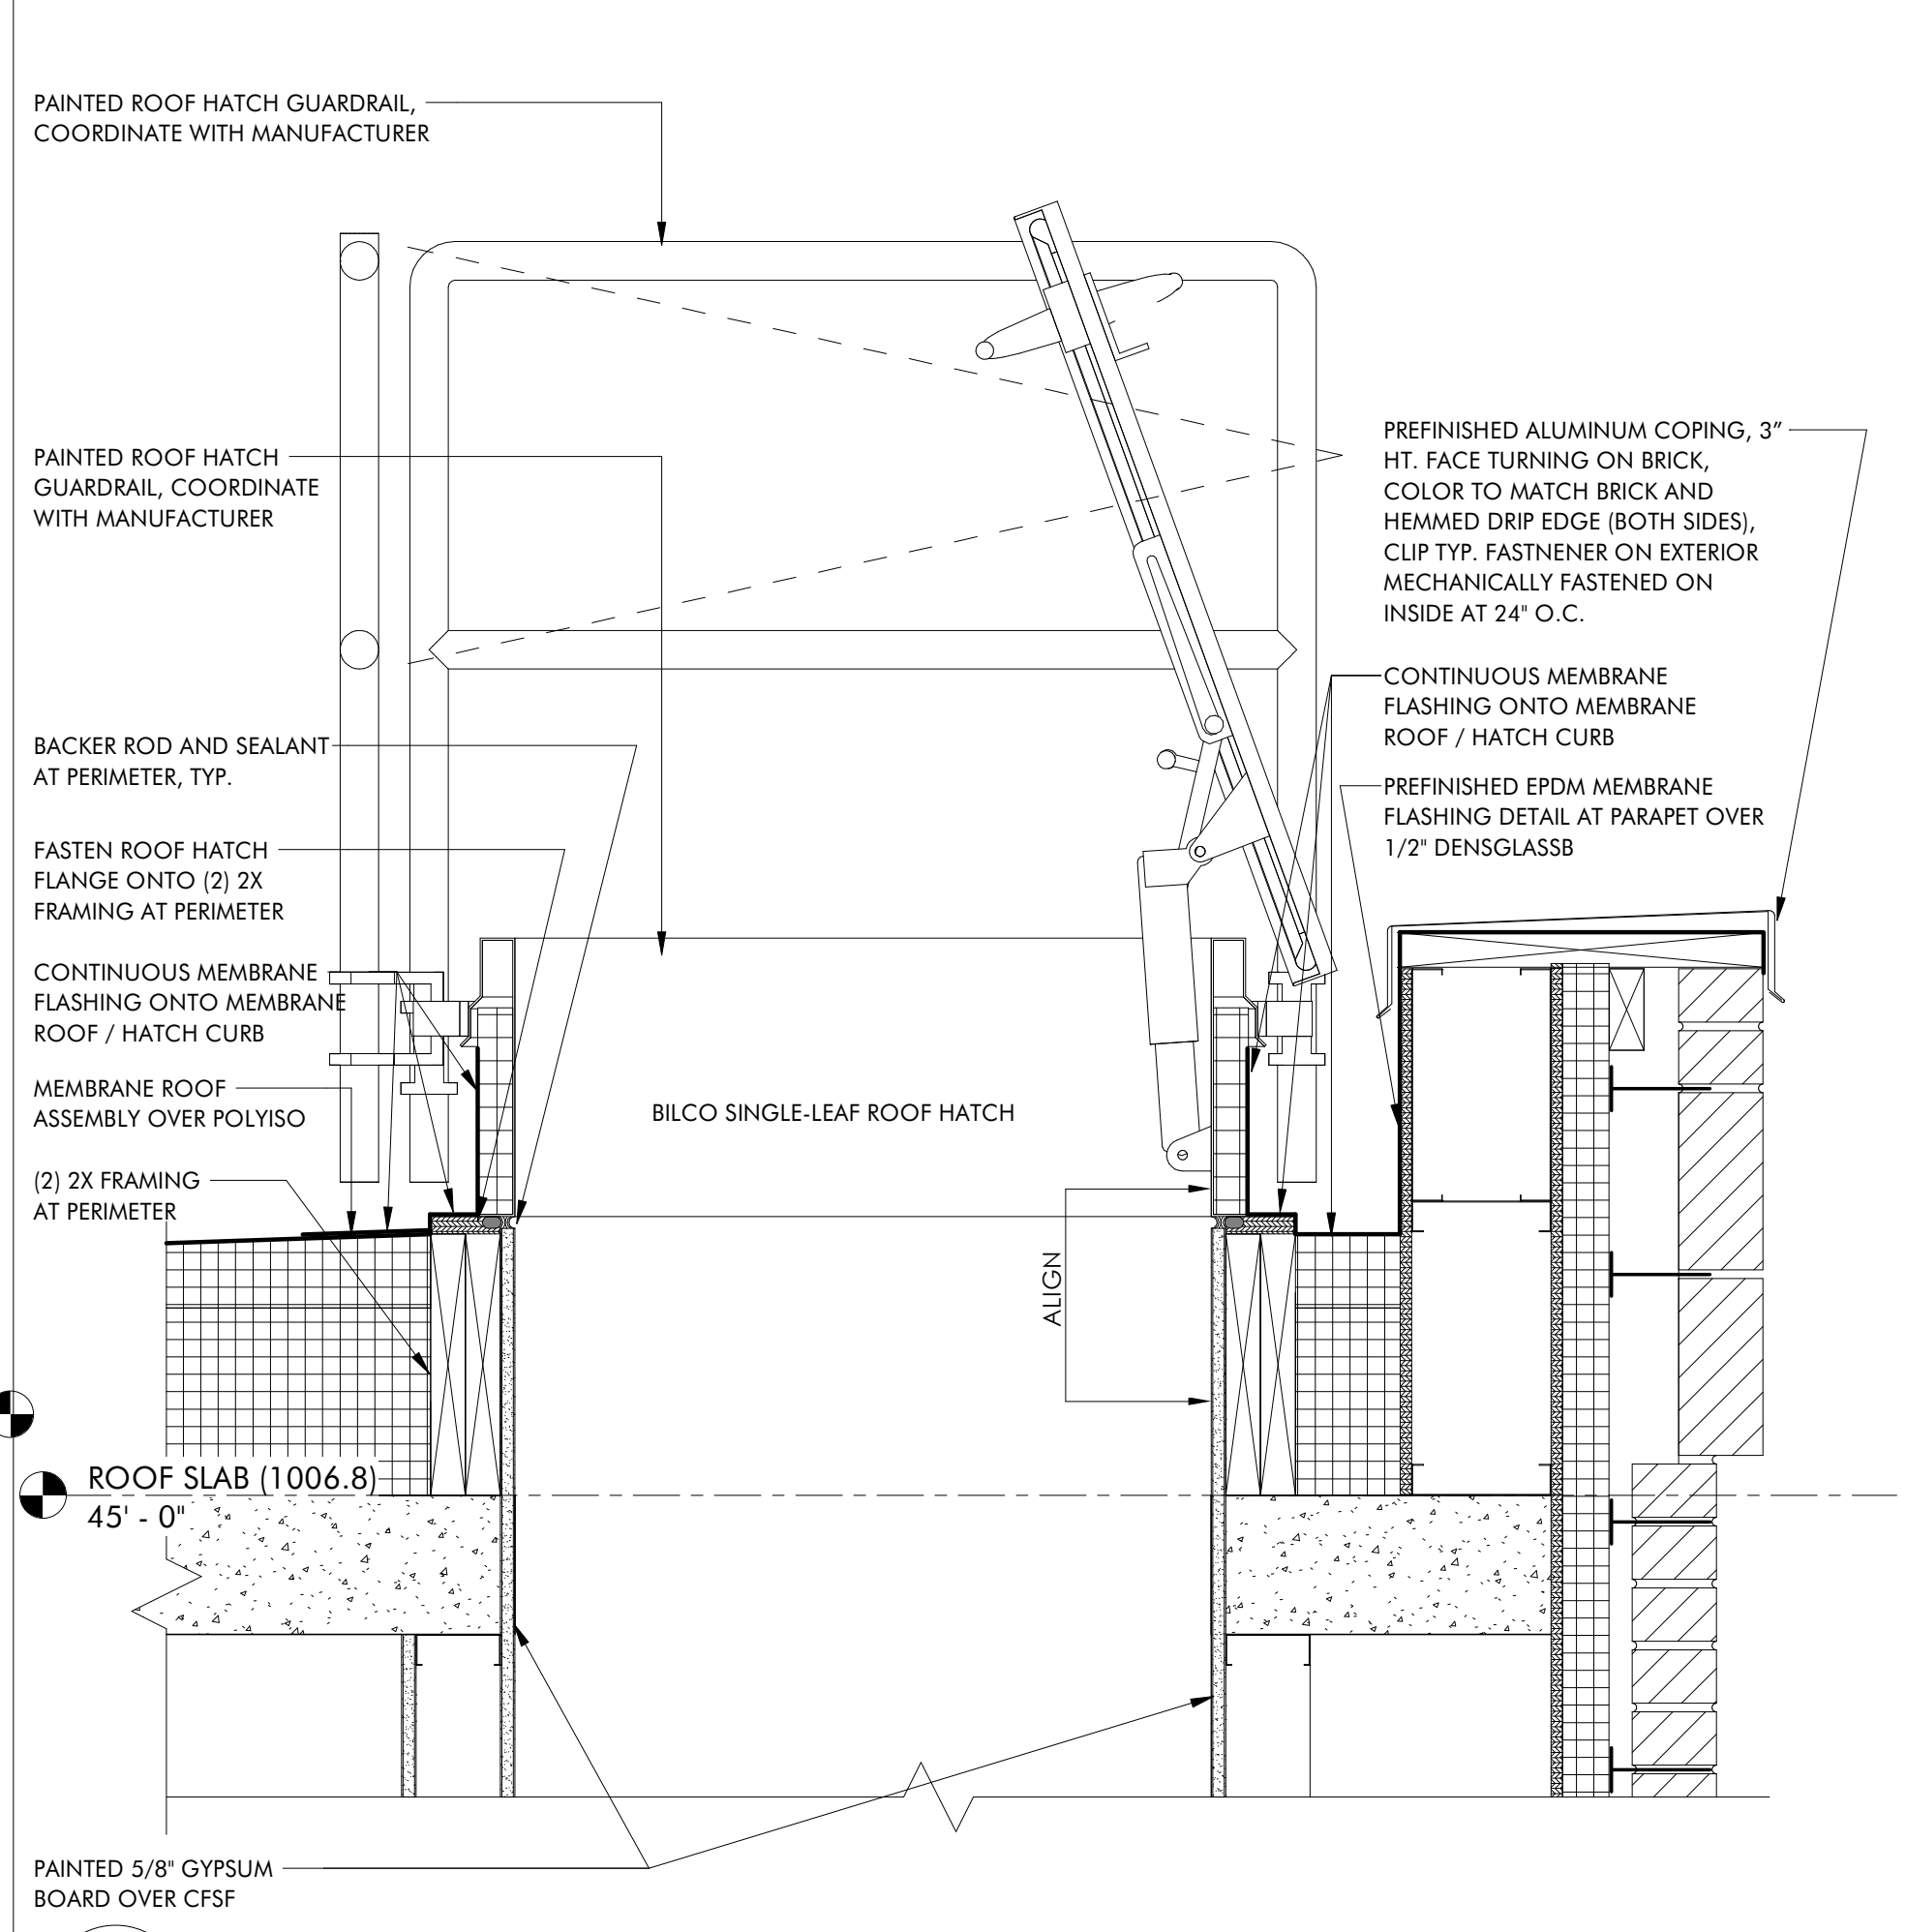 PAINTED ROOF HATCH GUARDRAIL,
COORDINATE WITH MANUFACTURER
PAINTED ROOF HATCH
GUARDRAIL, COORDINATE
WITH MANUFACTURER
BACKER ROD AND SEALANT
AT PERIMETER, TYP.
FASTEN ROOF HATCH
FLANGE ONTO (2) 2X
FRAMING AT PERIMETER
CONTINUOUS MEMBRANE
FLASHING ONTO MEMBRANE
ROOF / HATCH CURB
MEMBRANE ROOF
ASSEMBLY OVER POLYISO
(2) 2X FRAMING
AT PERIMETER
ROOF SLAB (1006.8)
45' - 0"
PAINTED 5/8" GYPSUM
BOARD OVER CFSF
BILCO SINGLE-LEAF ROOF HATCH
ALIGN
PREFINISHED ALUMINUM COPING, 3”
HT. FACE TURNING ON BRICK,
COLOR TO MATCH BRICK AND
HEMMED DRIP EDGE (BOTH SIDES),
CLIP TYP. FASTNENER ON EXTERIOR
MECHANICALLY FASTENED ON
INSIDE AT 24" O.C.
CONTINUOUS MEMBRANE
FLASHING ONTO MEMBRANE
ROOF / HATCH CURB
PREFINISHED EPDM MEMBRANE
FLASHING DETAIL AT PARAPET OVER
1/2" DENSGLASSB